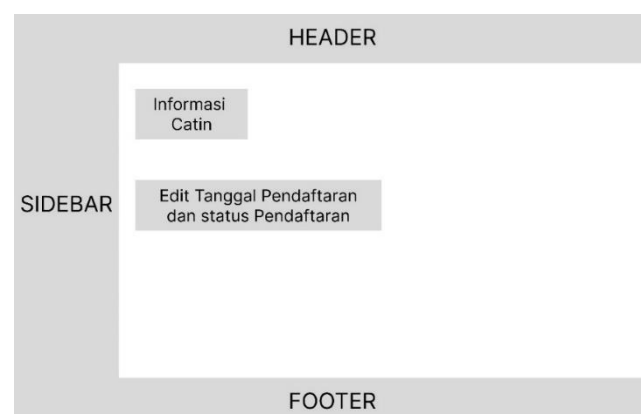 HEADER
Informasi
Catin
SIDEBAR
Edit Tanggal Pendaftaran
dan status Pendaftaran
FOOTER